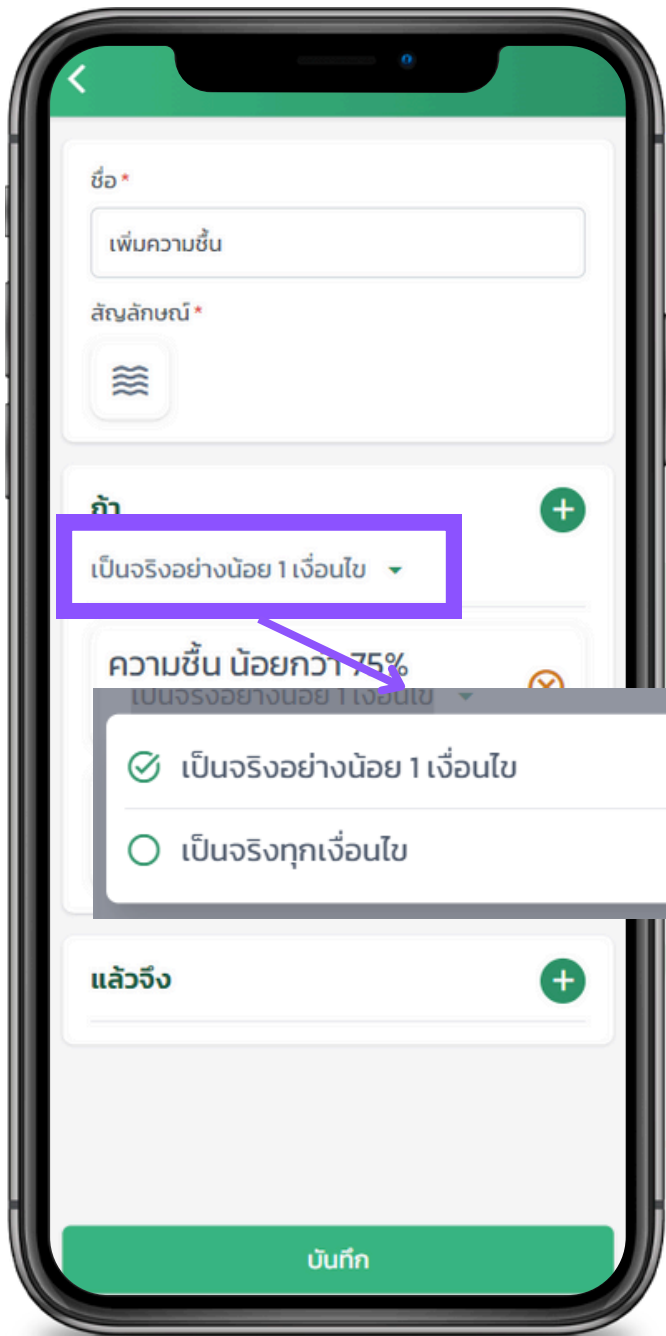 ชื่อ*
เพิ่มความชื้น
สัญลักษณ์*
ถ้า
เป็นจริงอย่างน้อย 1 เงื่อนไข
ความชื้น น้อยกว่า 75%
เป็นจริงอย่างน้อย 1 เงื่อนไข
เป็นจริงอย่างน้อย 1 เงื่อนไข
เป็นจริงทุกเงื่อนไข
แล้วจึง
บันทึก